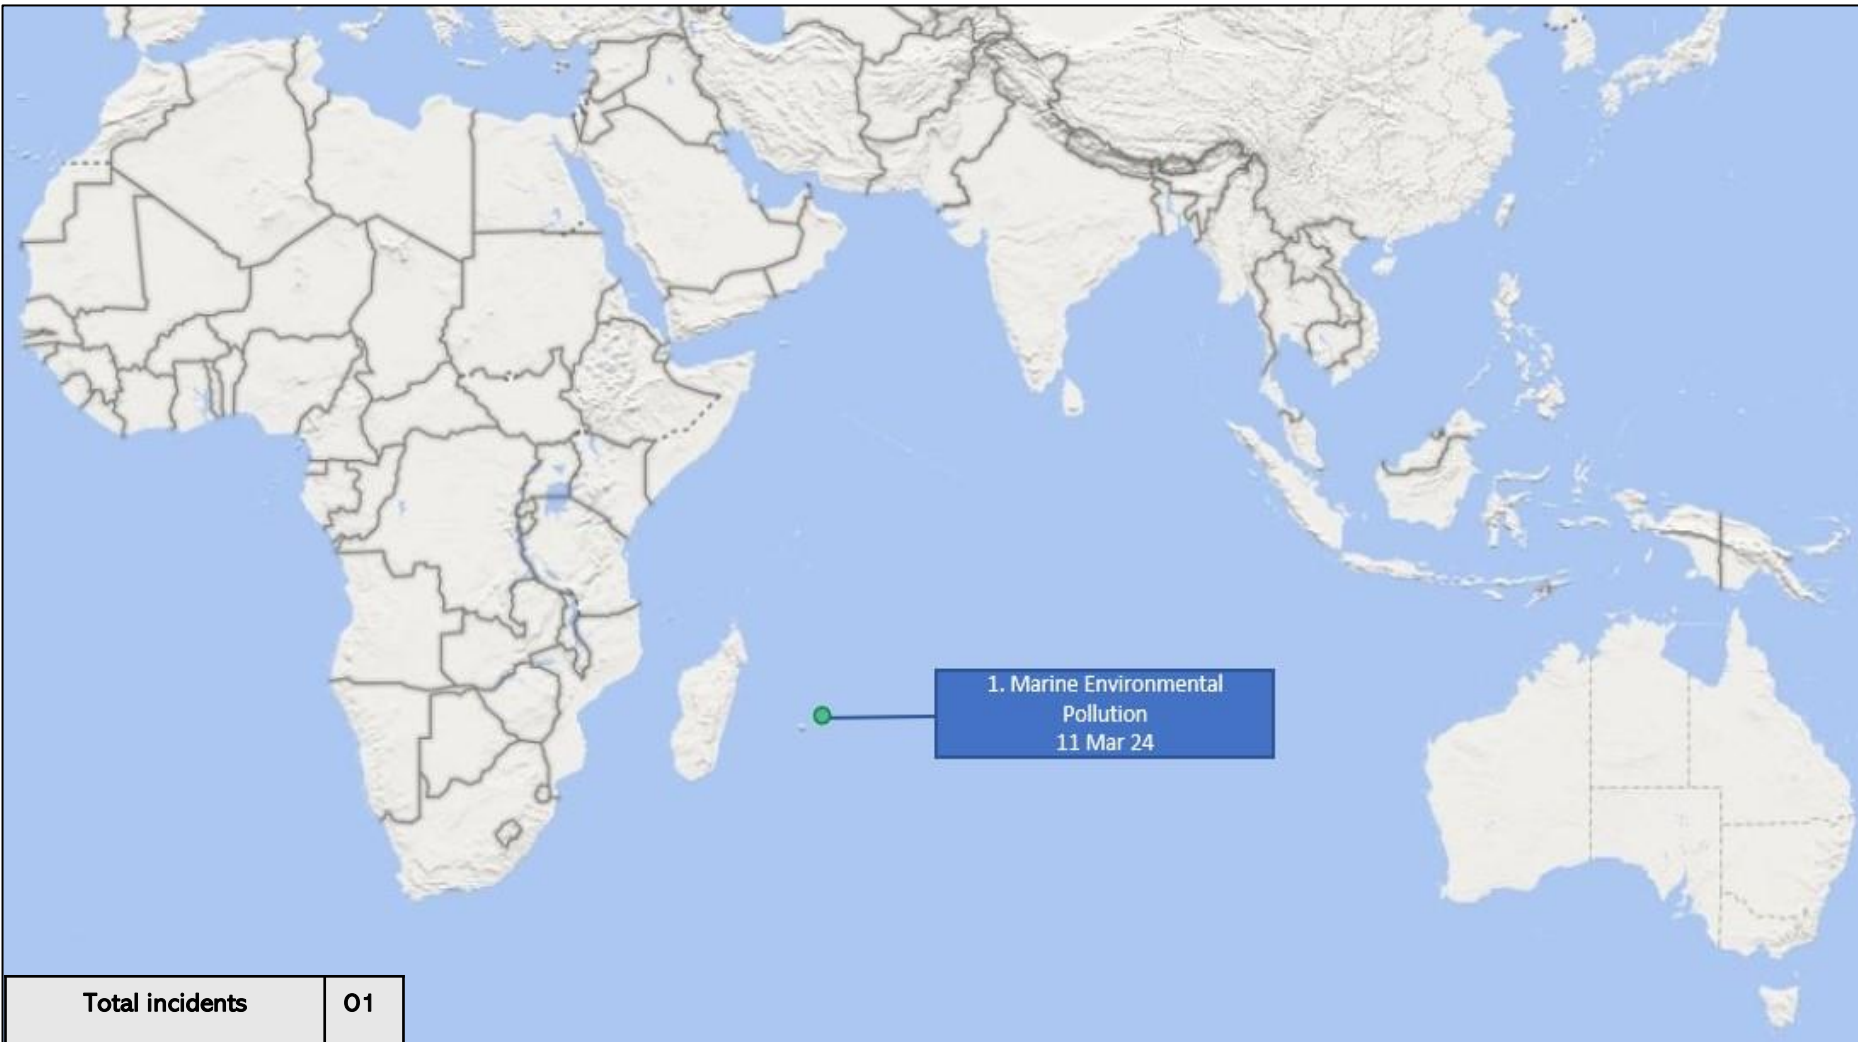 1. Marine Environmental
Pollution
11 Mar 24
Total incidents 01